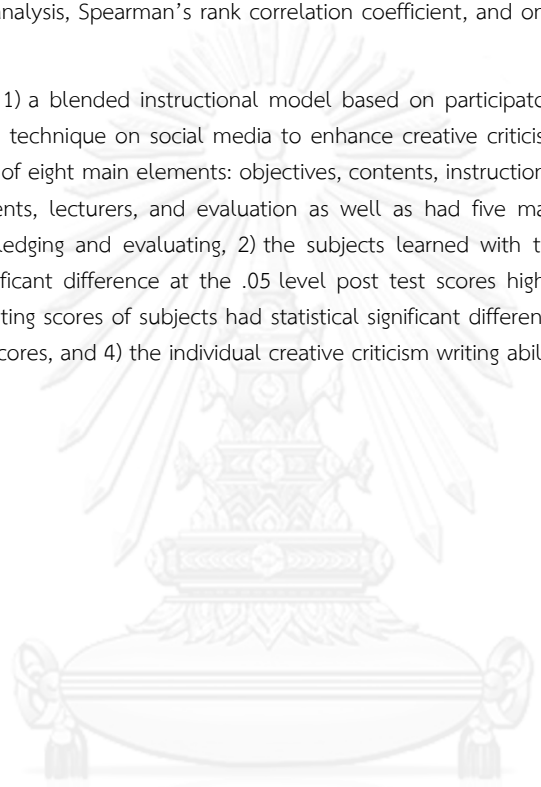 analysis, Spearman's rank correlation coefficient, and on
1) a blended instructional model based on participato
technique on social media to enhance creative criticis
of eight main elements: objectives, contents, instruction
ents, lecturers, and evaluation as well as had five ma
ledging and evaluating, 2) the subjects learned with t
ficant difference at the .05 level post test scores high
ting scores of subjects had statistical significant differen
cores, and 4) the individual creative criticism writing abil